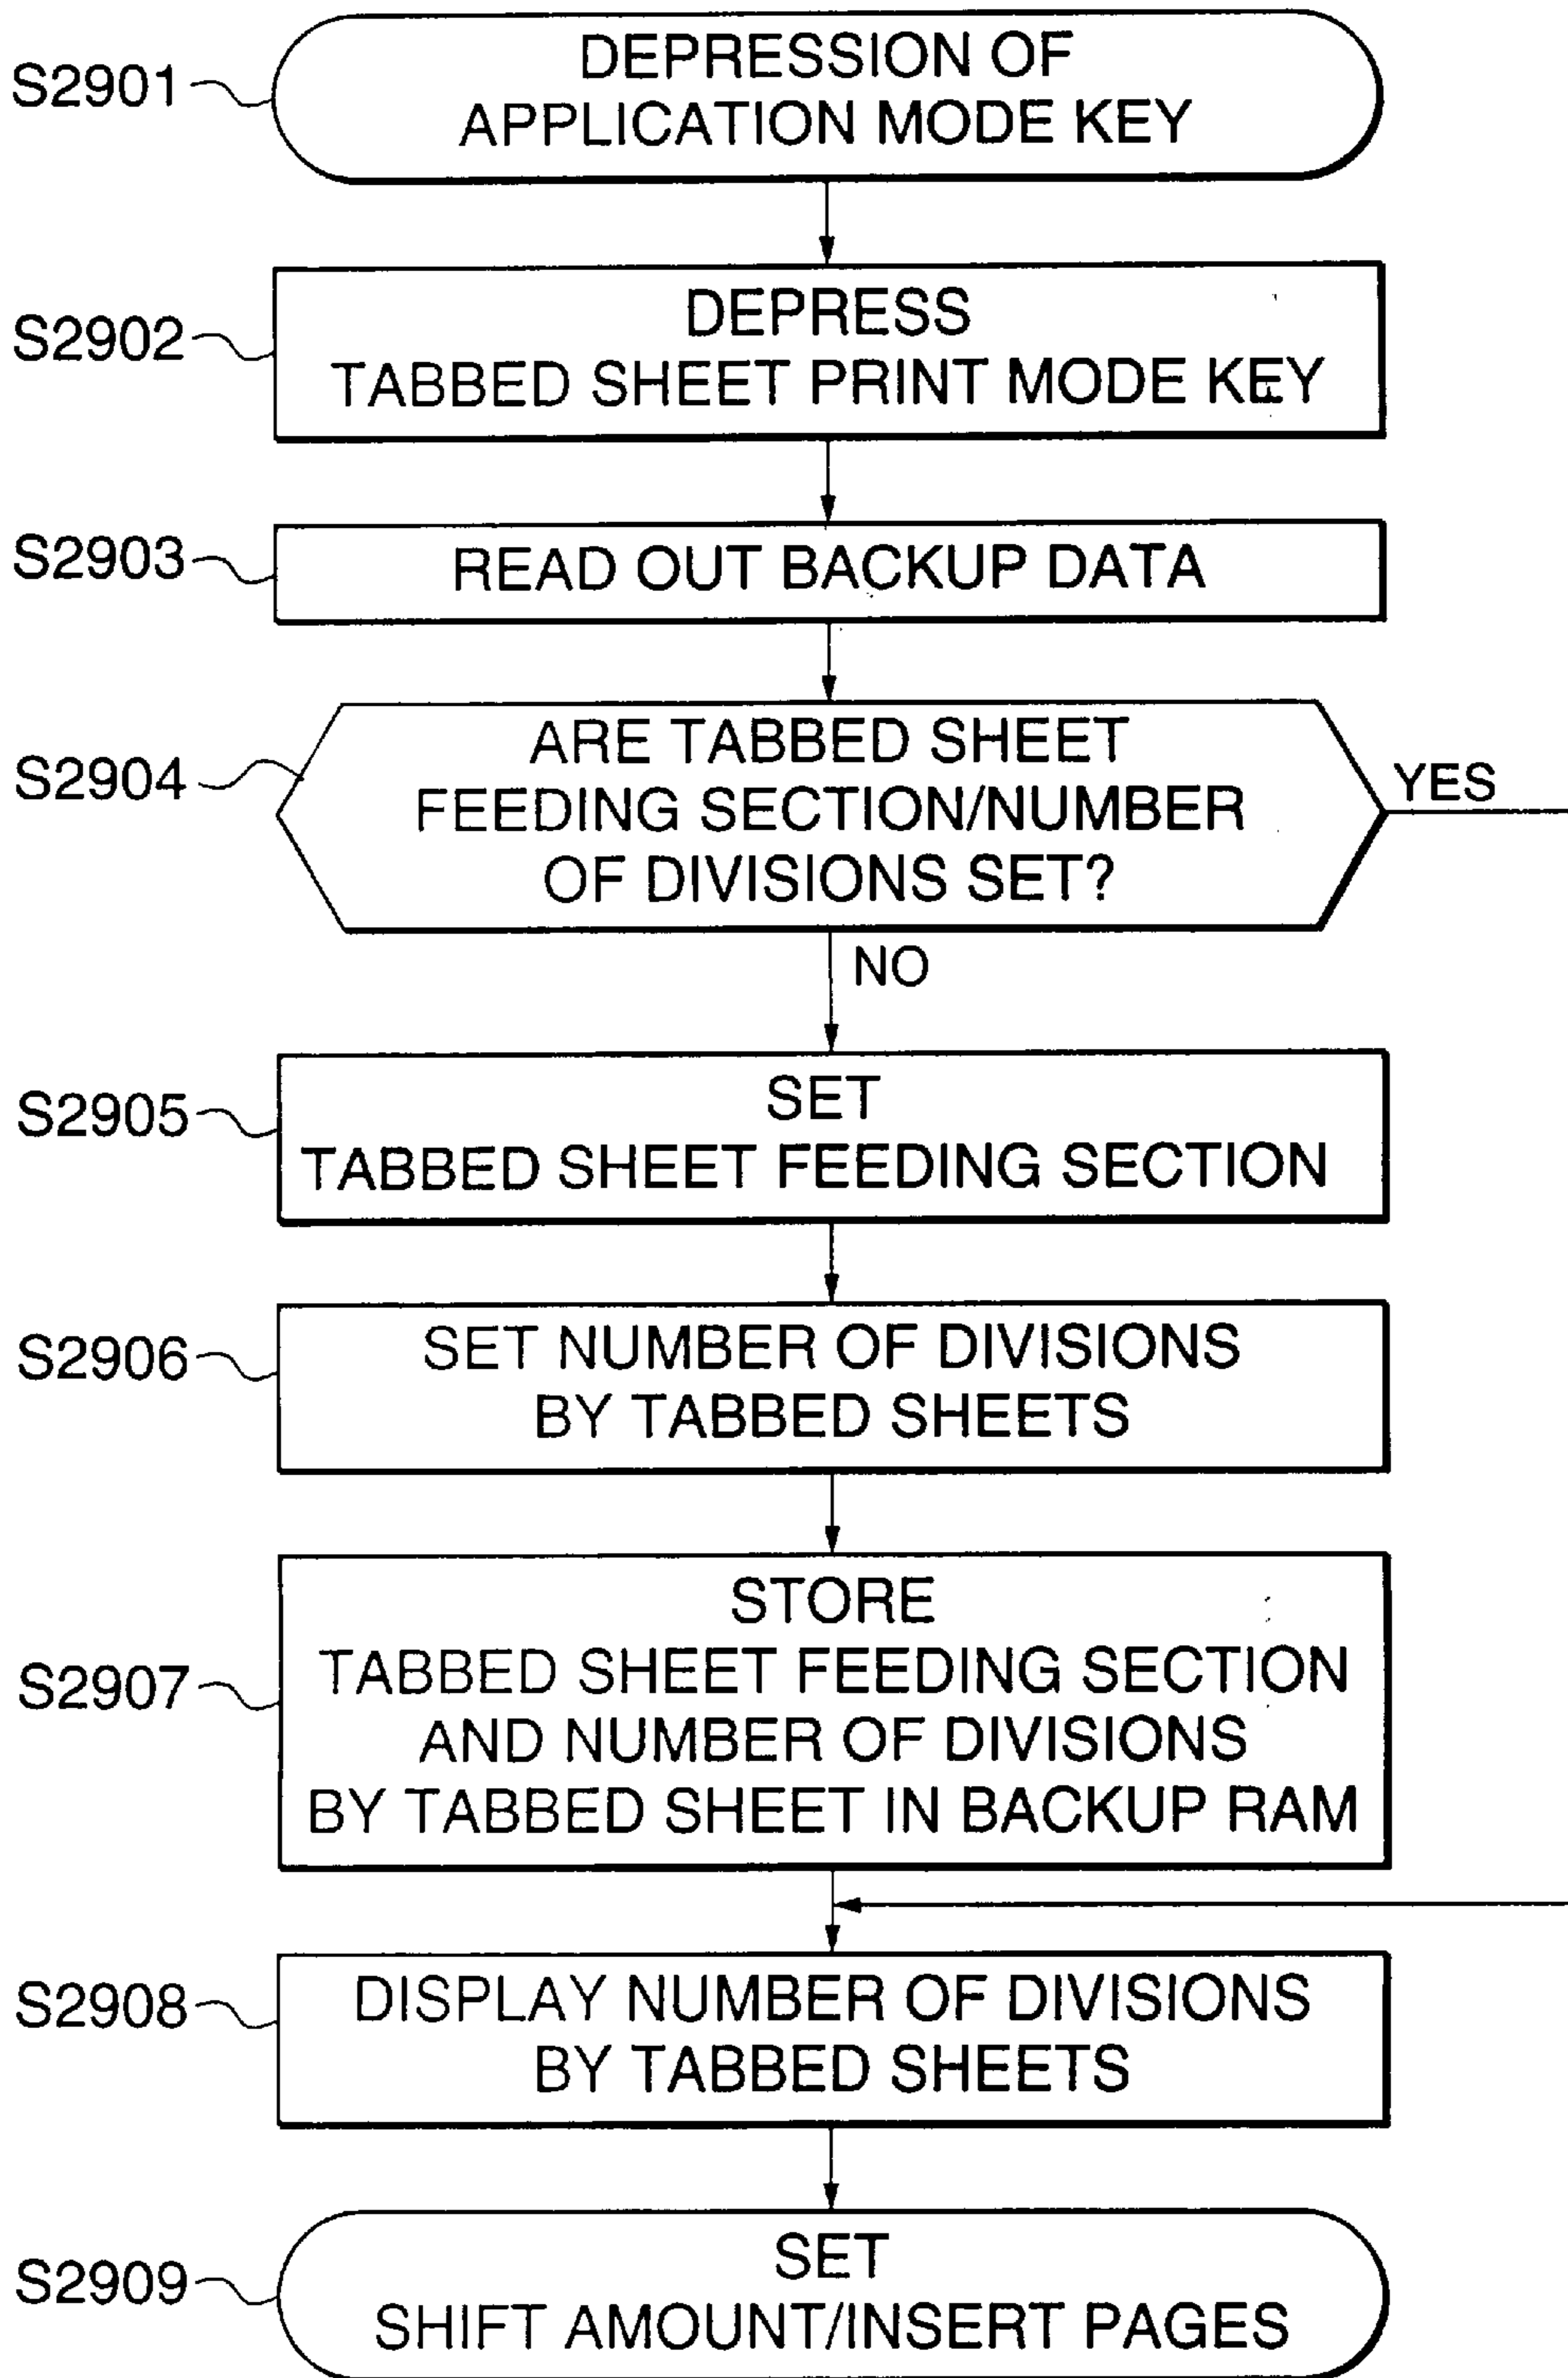 S2901
DEPRESSION OF
APPLICATION MODE KEY
S2902
DEPRESS
TABBED SHEET PRINT MODE KEY
S2903
READ OUT BACKUP DATA
S2904
ARE TABBED SHEET
FEEDING SECTION/NUMBER
OF DIVISIONS SET?
YES
NO
S2905
SET
TABBED SHEET FEEDING SECTION
S2906
SET NUMBER OF DIVISIONS
BY TABBED SHEETS
S2907
STORE
TABBED SHEET FEEDING SECTION
AND NUMBER OF DIVISIONS
BY TABBED SHEET IN BACKUP RAM
S2908
DISPLAY NUMBER OF DIVISIONS
BY TABBED SHEETS
S2909
SET
SHIFT AMOUNT/INSERT PAGES